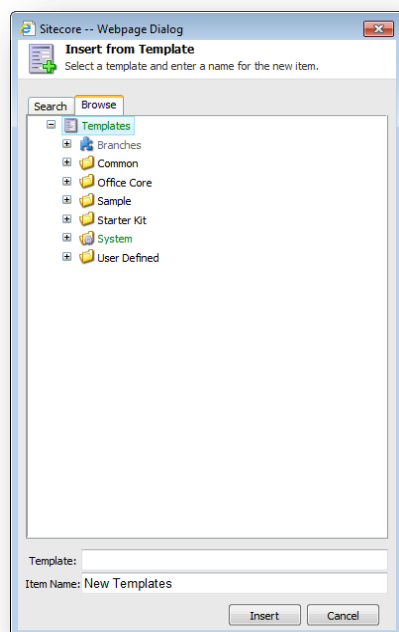 Sitecore -- Webpage Dialog
Insert from Template
Select a template and enter a name for the new item.
Search Browse
Templates
Branches
Common
Office Core
Sample
Starter Kit
System
User Defined
Template:
Item Name: New Templates
Insert Cancel